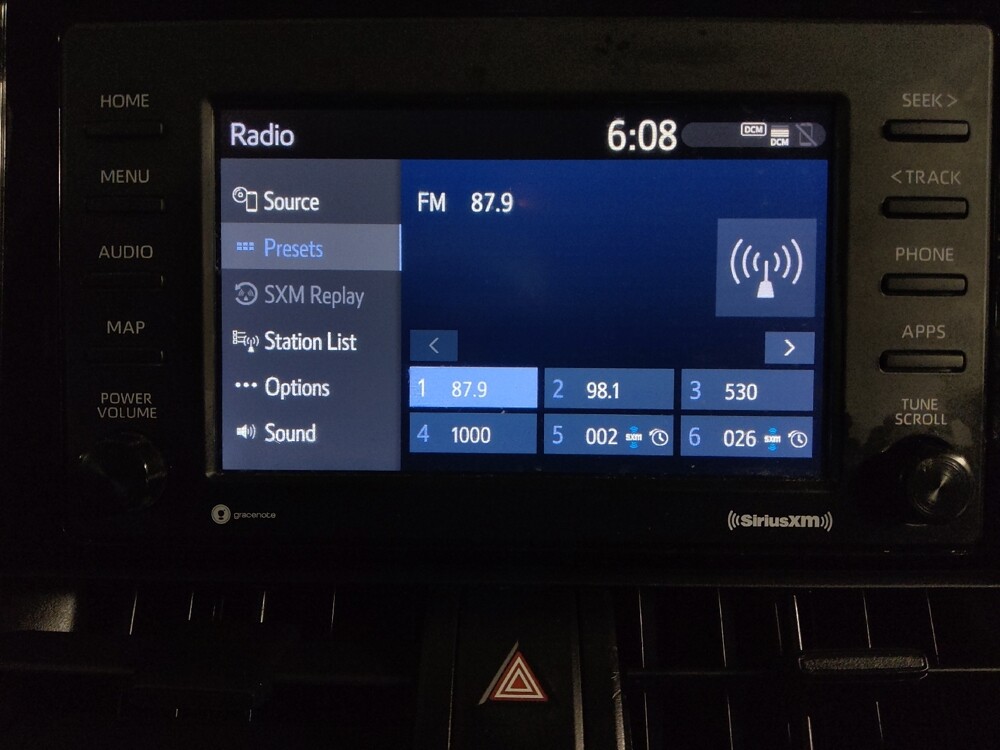 HOME
MENU
AUDIO
MAP
POWER
VOLUME
Radio 6:08 DCM
DCM
Source
Presets
SXM Replay
Station List
Options
Sound
FM 87.9
< >
1 87.9 2 98.1 3 530
4 1000 5 002 sxm 6 026 sxm
SEEK >
< TRACK
PHONE
APPS
TUNE
SCROLL
gracenote
((SiriusXM))